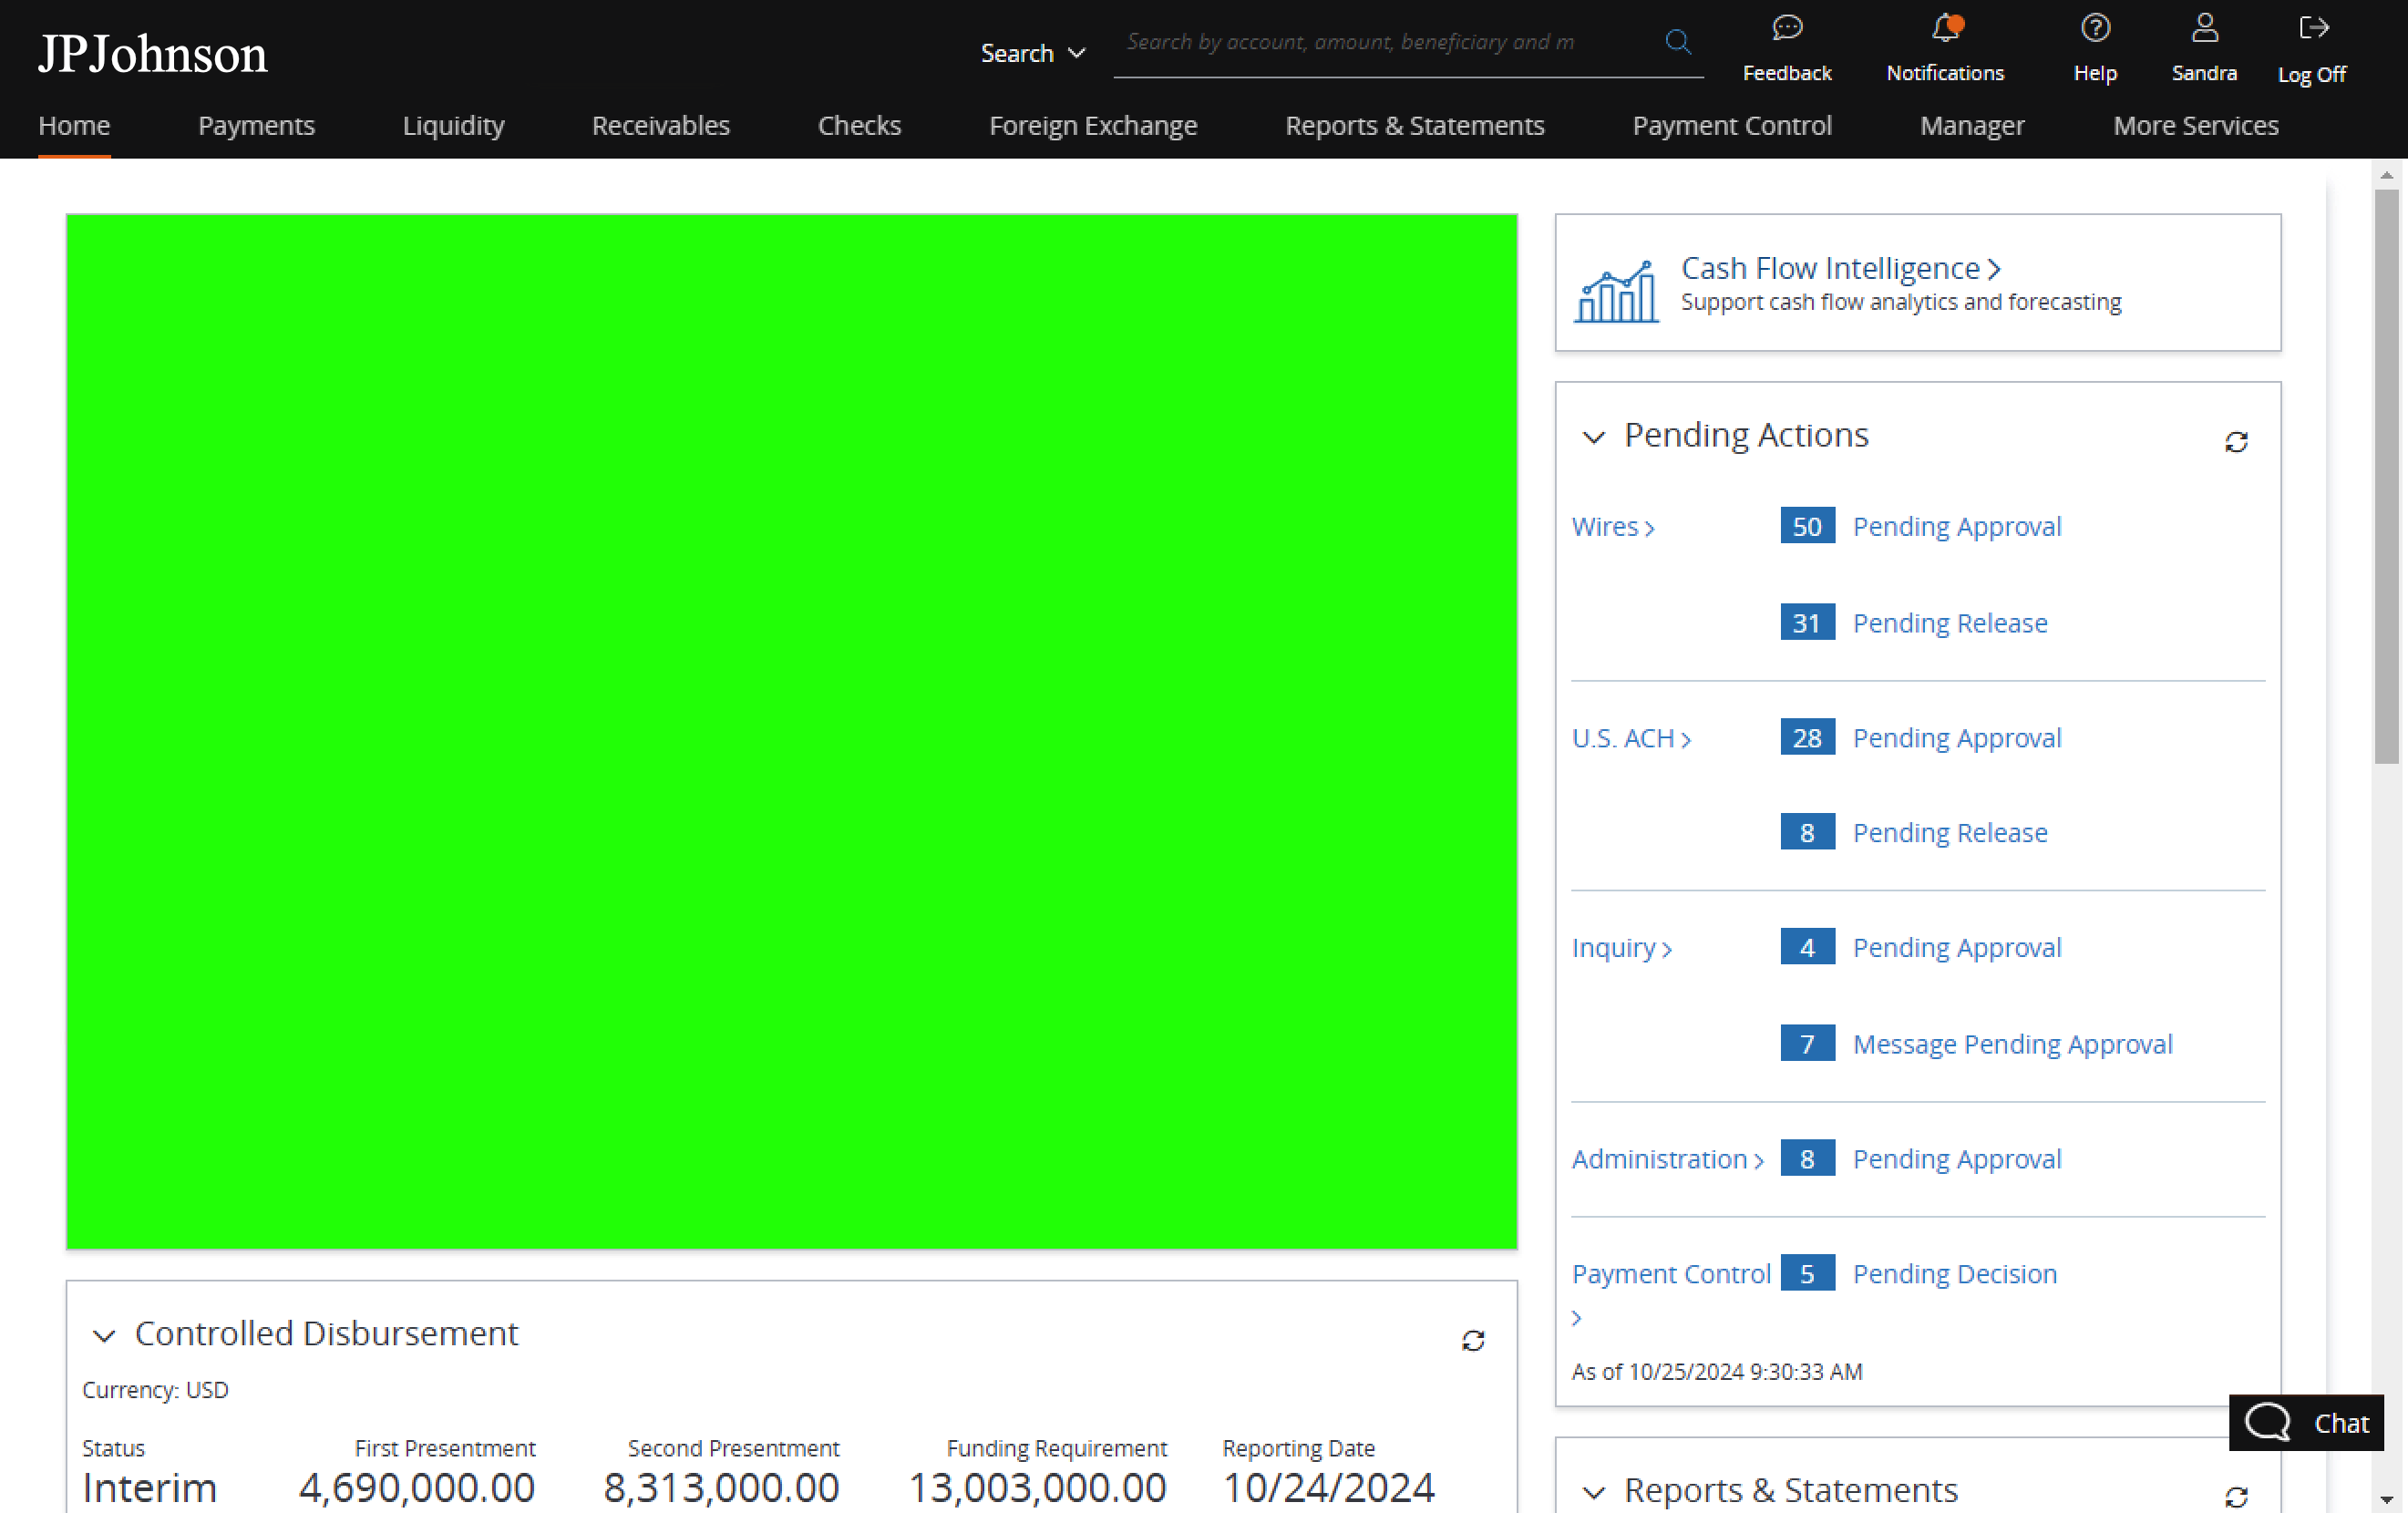 JPJohnson
Search
Search by account, amount, beneficiary and m
Feedback
Notifications
Help
Sandra
Log Off
Home
Payments
Liquidity
Receivables
Checks
Foreign Exchange
Reports & Statements
Payment Control
Manager
More Services
Cash Flow Intelligence
Support cash flow analytics and forecasting
Pending Actions
Wires
50 Pending Approval
31 Pending Release
U.S. ACH
28 Pending Approval
8 Pending Release
Inquiry
4 Pending Approval
7 Message Pending Approval
Administration
8 Pending Approval
Payment Control
5 Pending Decision
As of 10/25/2024 9:30:33 AM
Controlled Disbursement
Currency: USD
Status First Presentment Second Presentment Funding Requirement Reporting Date
Interim 4,690,000.00 8,313,000.00 13,003,000.00 10/24/2024
Chat
Reports & Statements